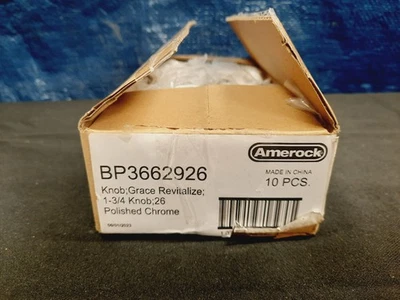 Amerock
BP3662926
MADE IN CHINA
10 PCS.
Knob;Grace Revitalize;
1-3/4 Knob;26
Polished Chrome